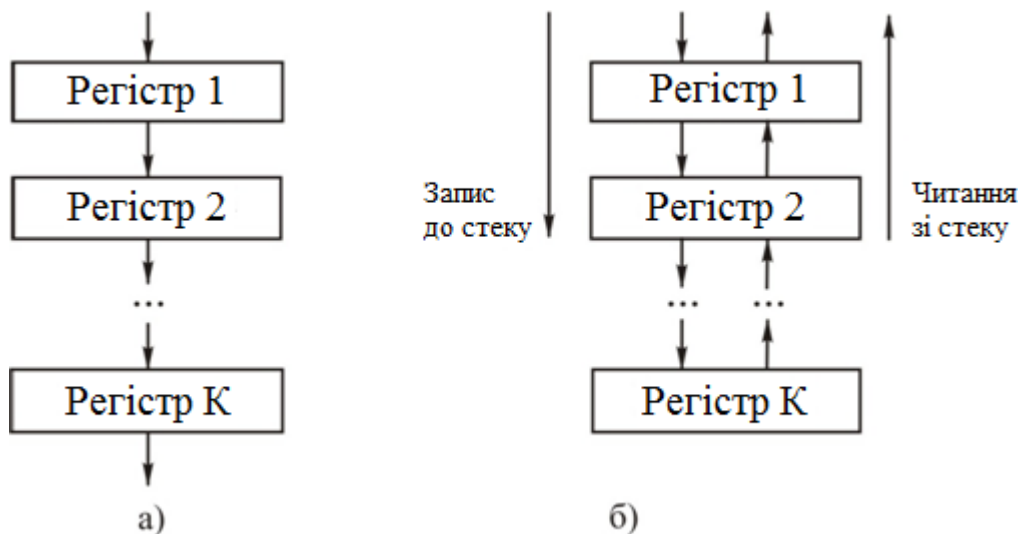 Регістр 1
Регістр 2
...
Регістр К
а)
Запис
до стеку
Регістр 1
Регістр 2
... ...
Регістр К
Читання
зі стеку
б)